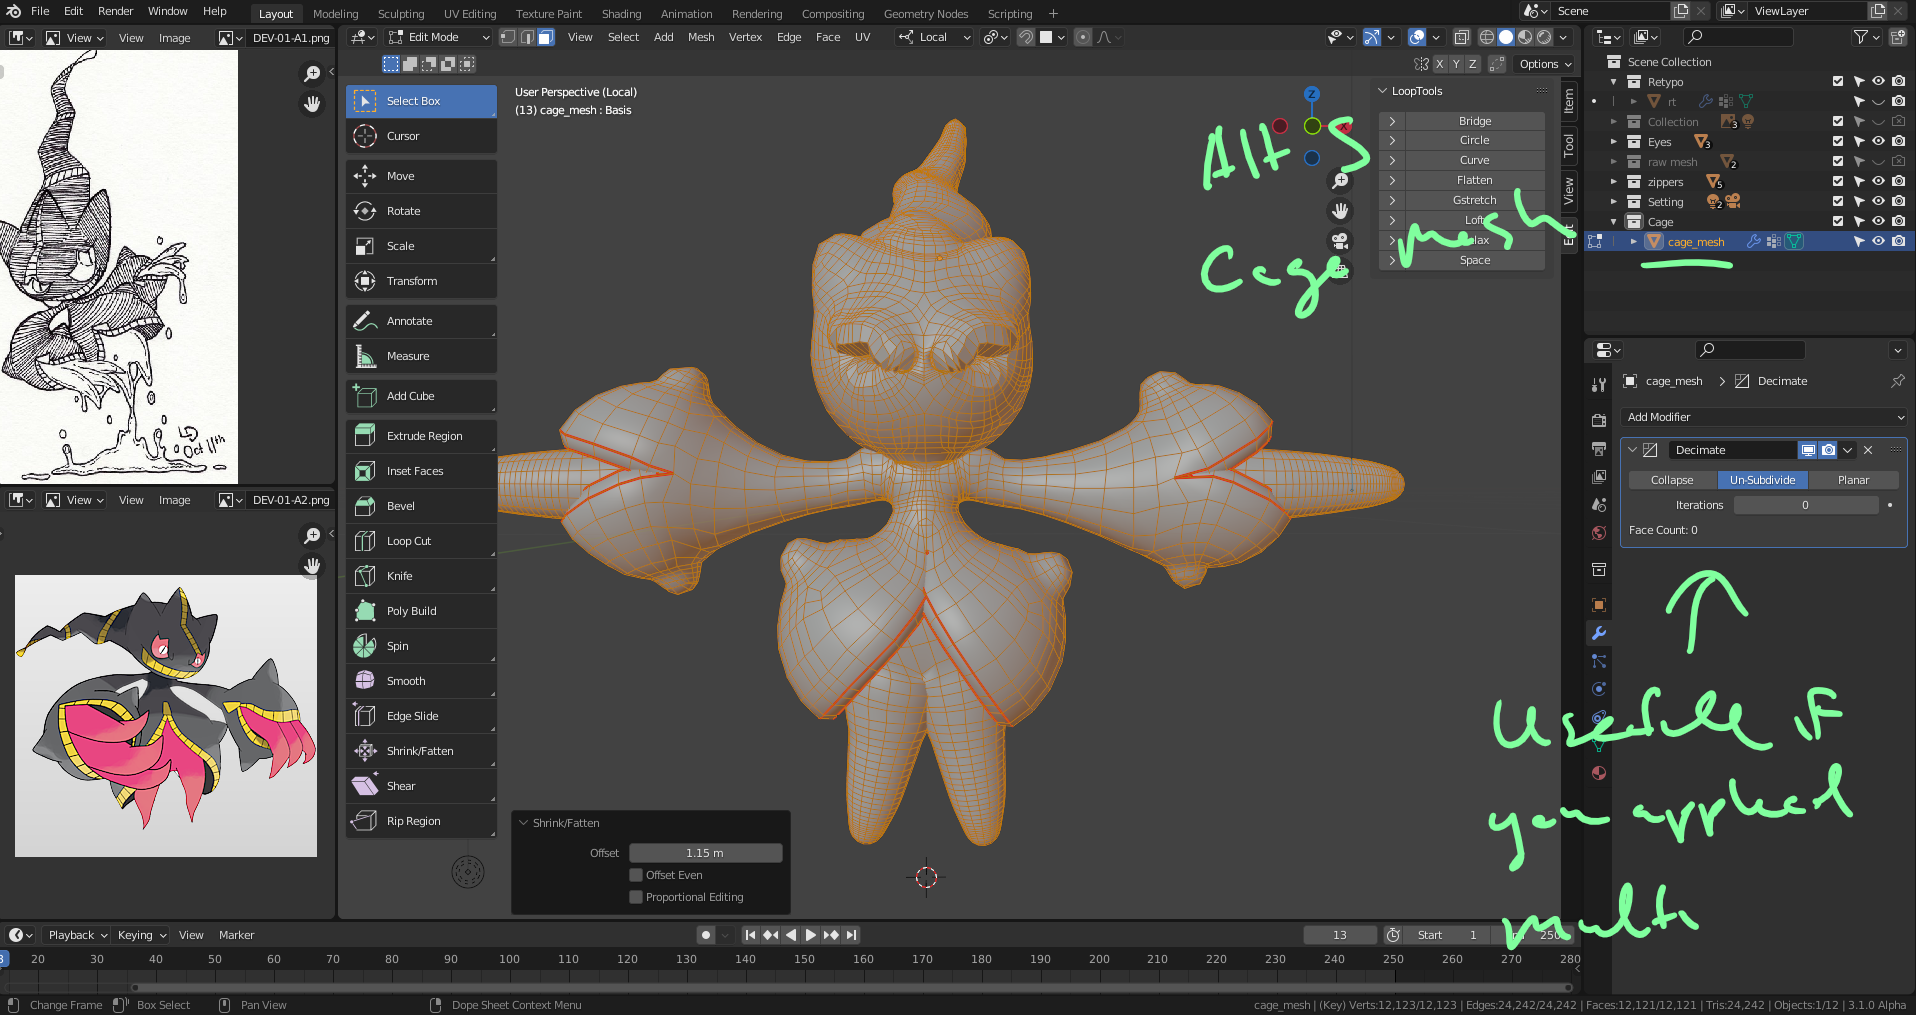 File Edit Render Window Help
Layout Modeling Sculpting UV Editing Texture Paint Shading Animation Rendering Compositing Geometry Nodes Scripting +
Scene
ViewLayer
View View Image DEV-01-A1.png
Edit Mode View Select Add Mesh Vertex Edge Face UV
Local
X Y Z Options
Select Box
Cursor
Move
Rotate
Scale
Transform
Annotate
Measure
Add Cube
Extrude Region
Inset Faces
Bevel
Loop Cut
Knife
Poly Build
Spin
Smooth
Edge Slide
Shrink/Fatten
Shear
Rip Region
User Perspective (Local)
(13) cage_mesh : Basis
Z
LoopTools
Bridge
Circle
Curve
Flatten
Gstretch
Loft
Space
Item
Tool
View
Alt S
Cage mesh
Oct 11th
View View Image DEV-01-A2.png
Shrink/Fatten
Offset 1.15 m
Offset Even
Proportional Editing
Scene Collection
Retypo
rt
Collection 3
Eyes 3
raw mesh 2
zippers 5
Setting 2
Cage
cage_mesh
cage_mesh > Decimate
Add Modifier
Decimate
Collapse Un-Subdivide Planar
Iterations 0
Face Count: 0
Usefull if
you applied
multi
Playback Keying View Marker
13 Start 1 250
20 30 40 50 60 70 80 90 100 110 120 130 140 150 160 170 180 190 200 210 220 230 240 250 260 270 280
Change Frame Box Select Pan View Dope Sheet Context Menu
cage_mesh | (Key) Verts:12,123/12,123 | Edges:24,242/24,242 | Faces:12,121/12,121 | Tris:24,242 | Objects:1/12 | 3.1.0 Alpha